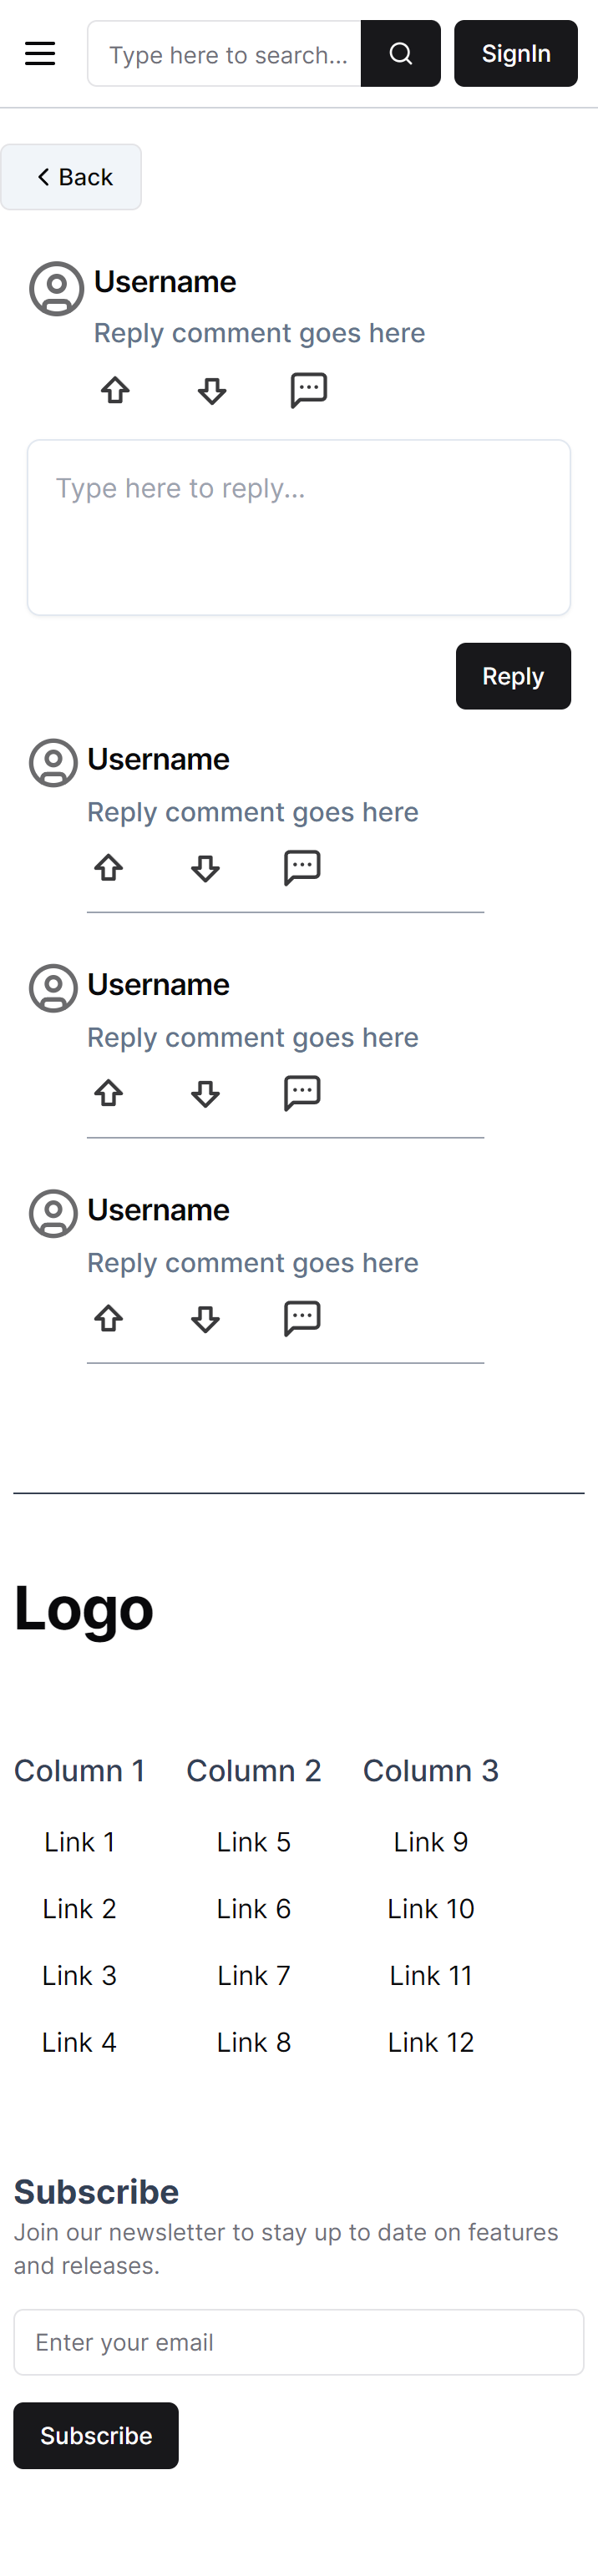 Type here to search...
SignIn
Back
Username
Reply comment goes here
Type here to reply...
Reply
Username
Reply comment goes here
Username
Reply comment goes here
Username
Reply comment goes here
Logo
Column 1 Column 2 Column 3
Link 1 Link 5 Link 9
Link 2 Link 6 Link 10
Link 3 Link 7 Link 11
Link 4 Link 8 Link 12
Subscribe
Join our newsletter to stay up to date on features
and releases.
Enter your email
Subscribe